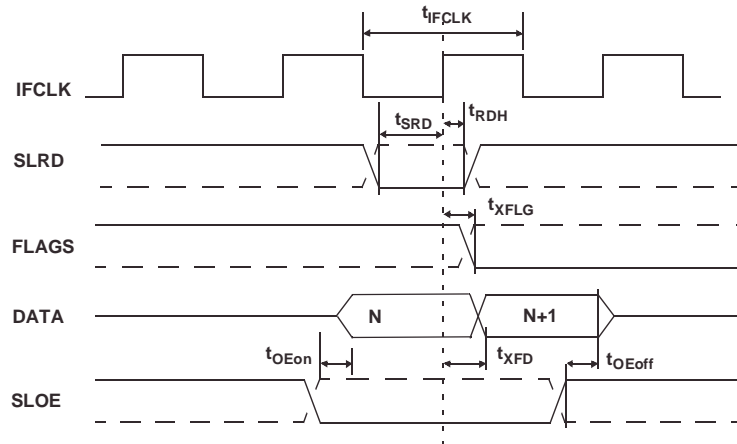 tIFCLK
IFCLK
tSRD
tRDH
SLRD
tXFLG
FLAGS
DATA
N
N+1
tOEon
tXFD
tOEoff
SLOE